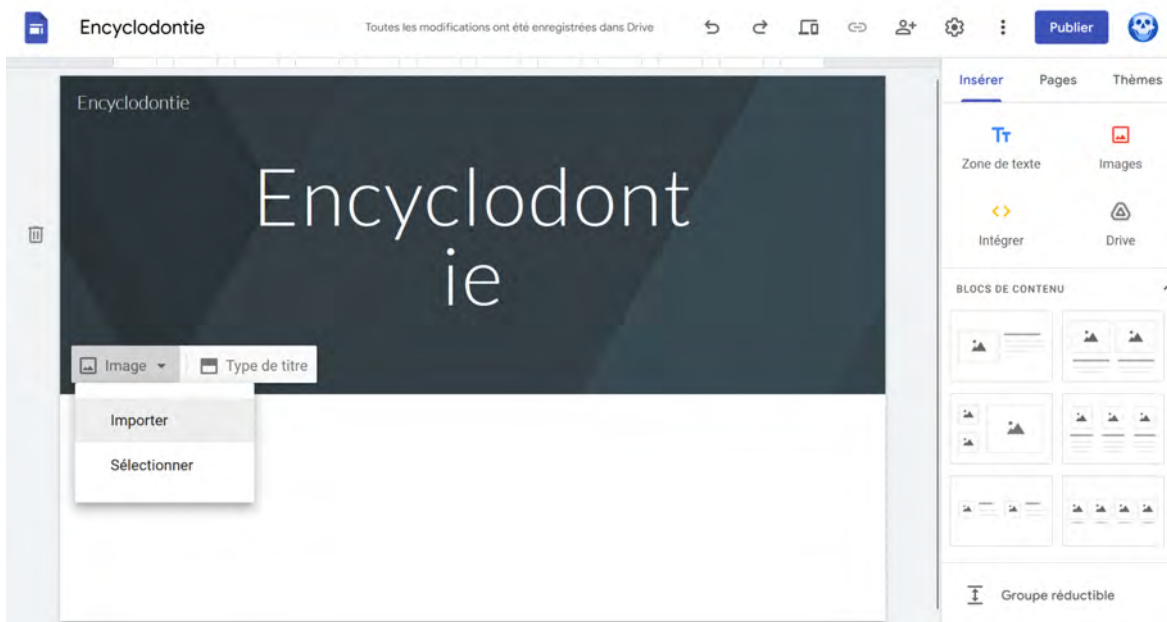 Encyclodontie
Toutes les modifications ont été enregistrées dans Drive
Publier
Encyclodontie
Encyclodont
ie
Image
Type de titre
Importer
Sélectionner
Insérer Pages Thèmes
Tт
Zone de texte Images
Intégrer Drive
BLOCS DE CONTENU
Groupe réductible